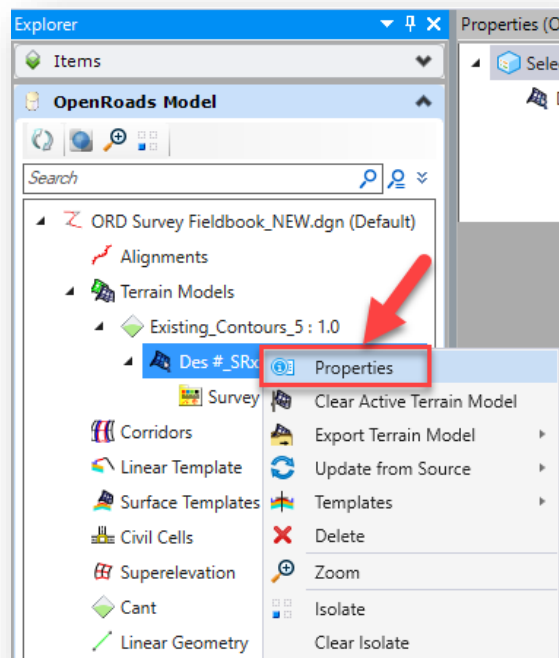 Explorer
Properties (O
Items
Sele
OpenRoads Model
Search
ORD Survey Fieldbook_NEW.dgn (Default)
Alignments
Terrain Models
Existing_Contours_5 : 1.0
Des #_SRx
Properties
Survey
Clear Active Terrain Model
Corridors
Export Terrain Model
Linear Template
Update from Source
Surface Templates
Templates
Civil Cells
Delete
Superelevation
Zoom
Cant
Isolate
Linear Geometry
Clear Isolate